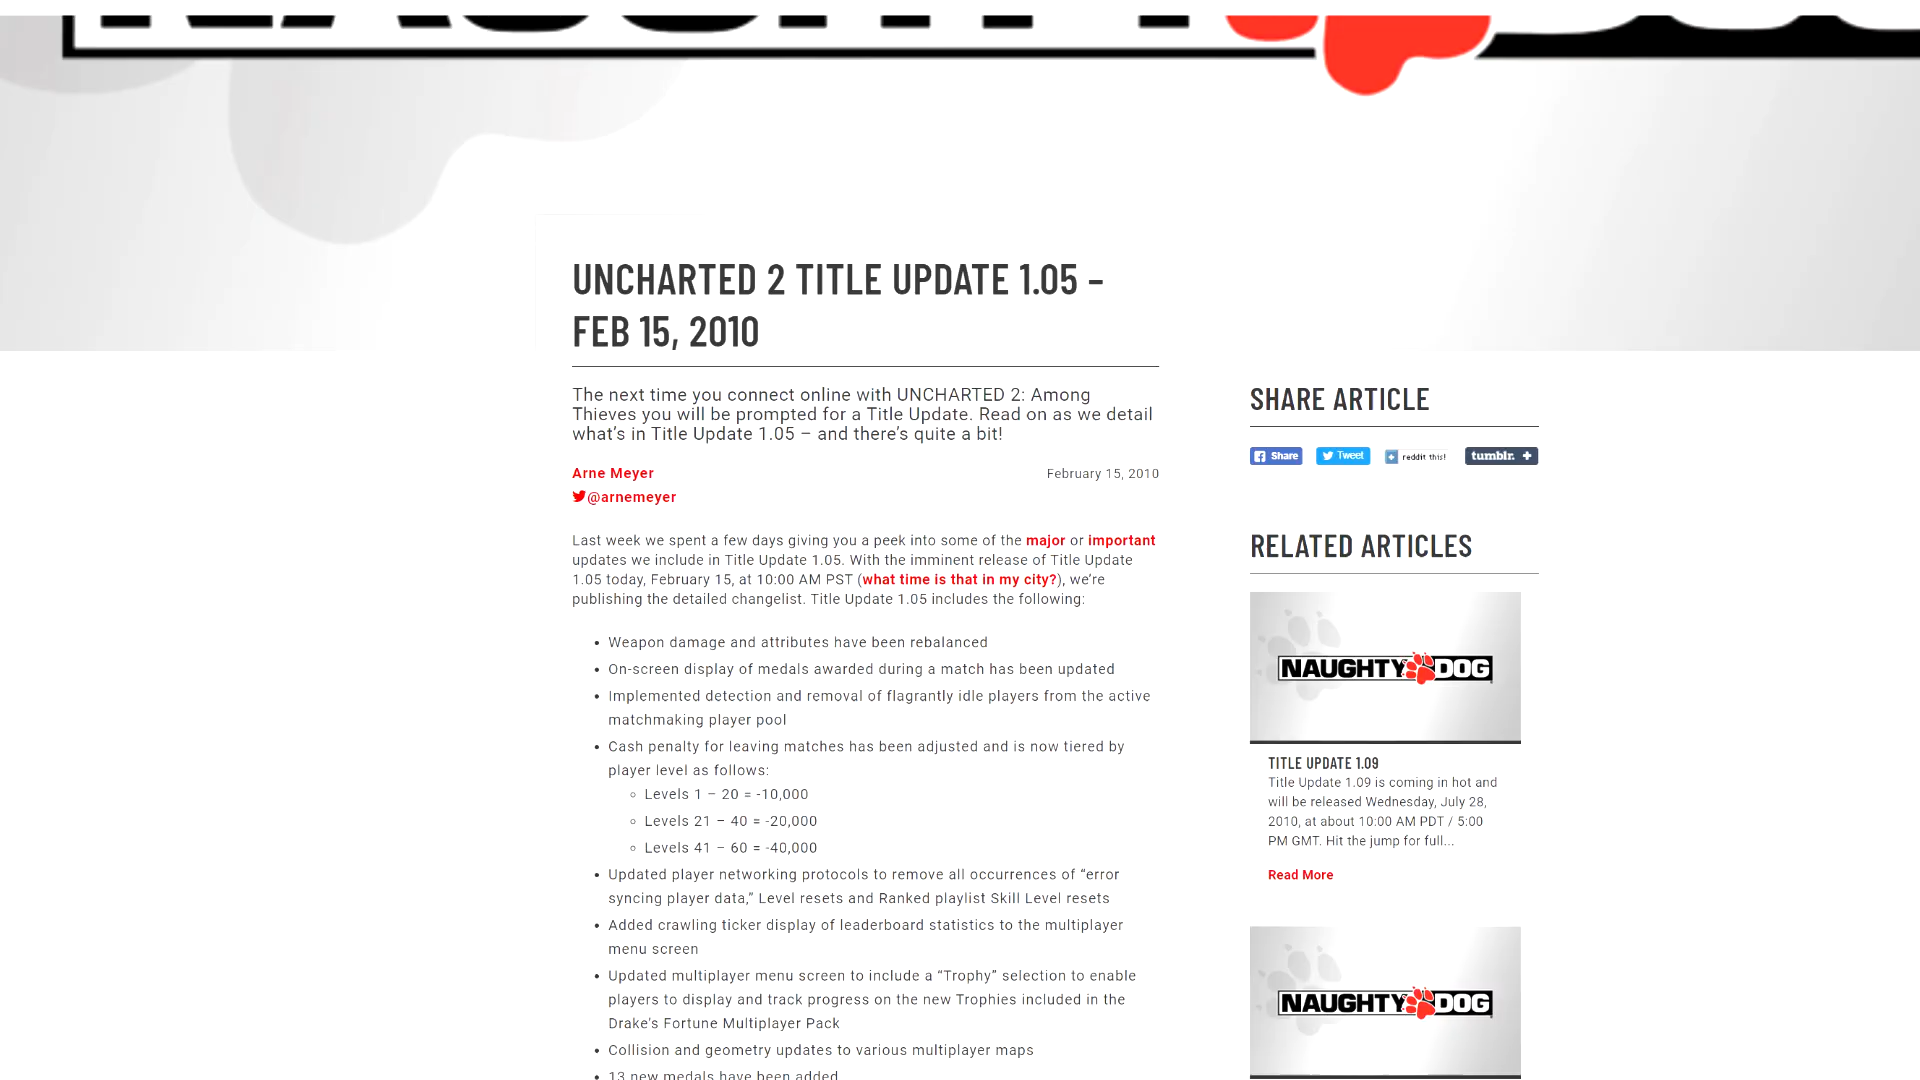 UNCHARTED 2 TITLE UPDATE 1.05 –
FEB 15, 2010
The next time you connect online with UNCHARTED 2: Among
Thieves you will be prompted for a Title Update. Read on as we detail
what’s in Title Update 1.05 – and there’s quite a bit!
Arne Meyer
February 15, 2010
@arnemeyer
Last week we spent a few days giving you a peek into some of the major or important
updates we include in Title Update 1.05. With the imminent release of Title Update
1.05 today, February 15, at 10:00 AM PST (what time is that in my city?), we’re
publishing the detailed changelist. Title Update 1.05 includes the following:
• Weapon damage and attributes have been rebalanced
• On-screen display of medals awarded during a match has been updated
• Implemented detection and removal of flagrantly idle players from the active
matchmaking player pool
• Cash penalty for leaving matches has been adjusted and is now tiered by
player level as follows:
◦ Levels 1 – 20 = -10,000
◦ Levels 21 – 40 = -20,000
◦ Levels 41 – 60 = -40,000
• Updated player networking protocols to remove all occurrences of “error
syncing player data,” Level resets and Ranked playlist Skill Level resets
• Added crawling ticker display of leaderboard statistics to the multiplayer
menu screen
• Updated multiplayer menu screen to include a “Trophy” selection to enable
players to display and track progress on the new Trophies included in the
Drake's Fortune Multiplayer Pack
• Collision and geometry updates to various multiplayer maps
• 13 new medals have been added
SHARE ARTICLE
Share
Tweet
reddit this!
tumblr. +
RELATED ARTICLES
NAUGHTY DOG
TITLE UPDATE 1.09
Title Update 1.09 is coming in hot and
will be released Wednesday, July 28,
2010, at about 10:00 AM PDT / 5:00
PM GMT. Hit the jump for full...
Read More
NAUGHTY DOG